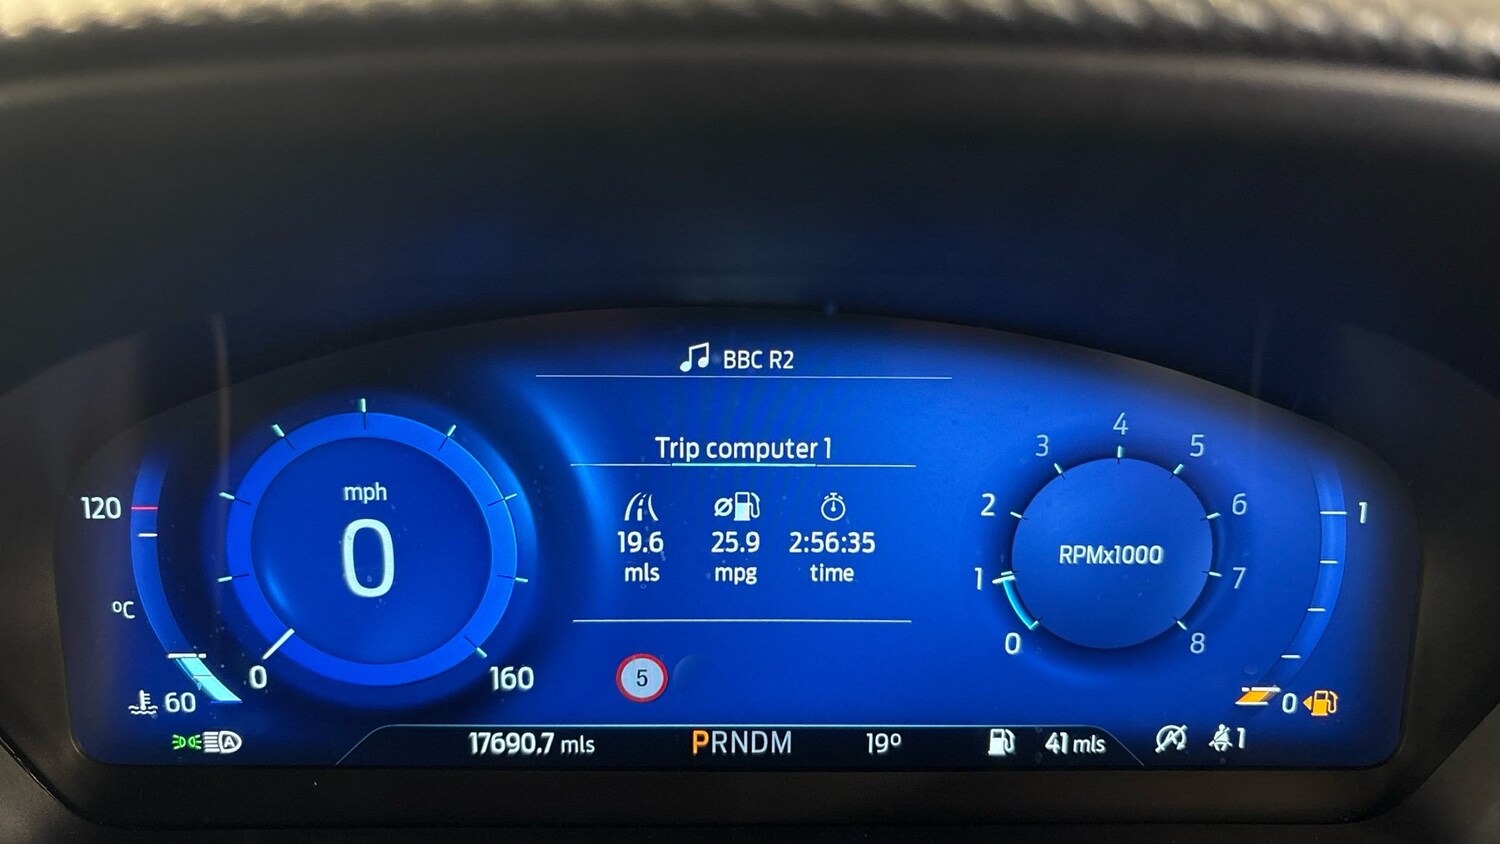 BBC R2
Trip computer 1
19.6 25.9 2:56:35
mls mpg time
120
°C
60
mph
0
0 160
5
RPMx1000
0 1 2 3 4 5 6 7 8
1
0
17690.7 mls PRNDM 19° 41 mls 1
A